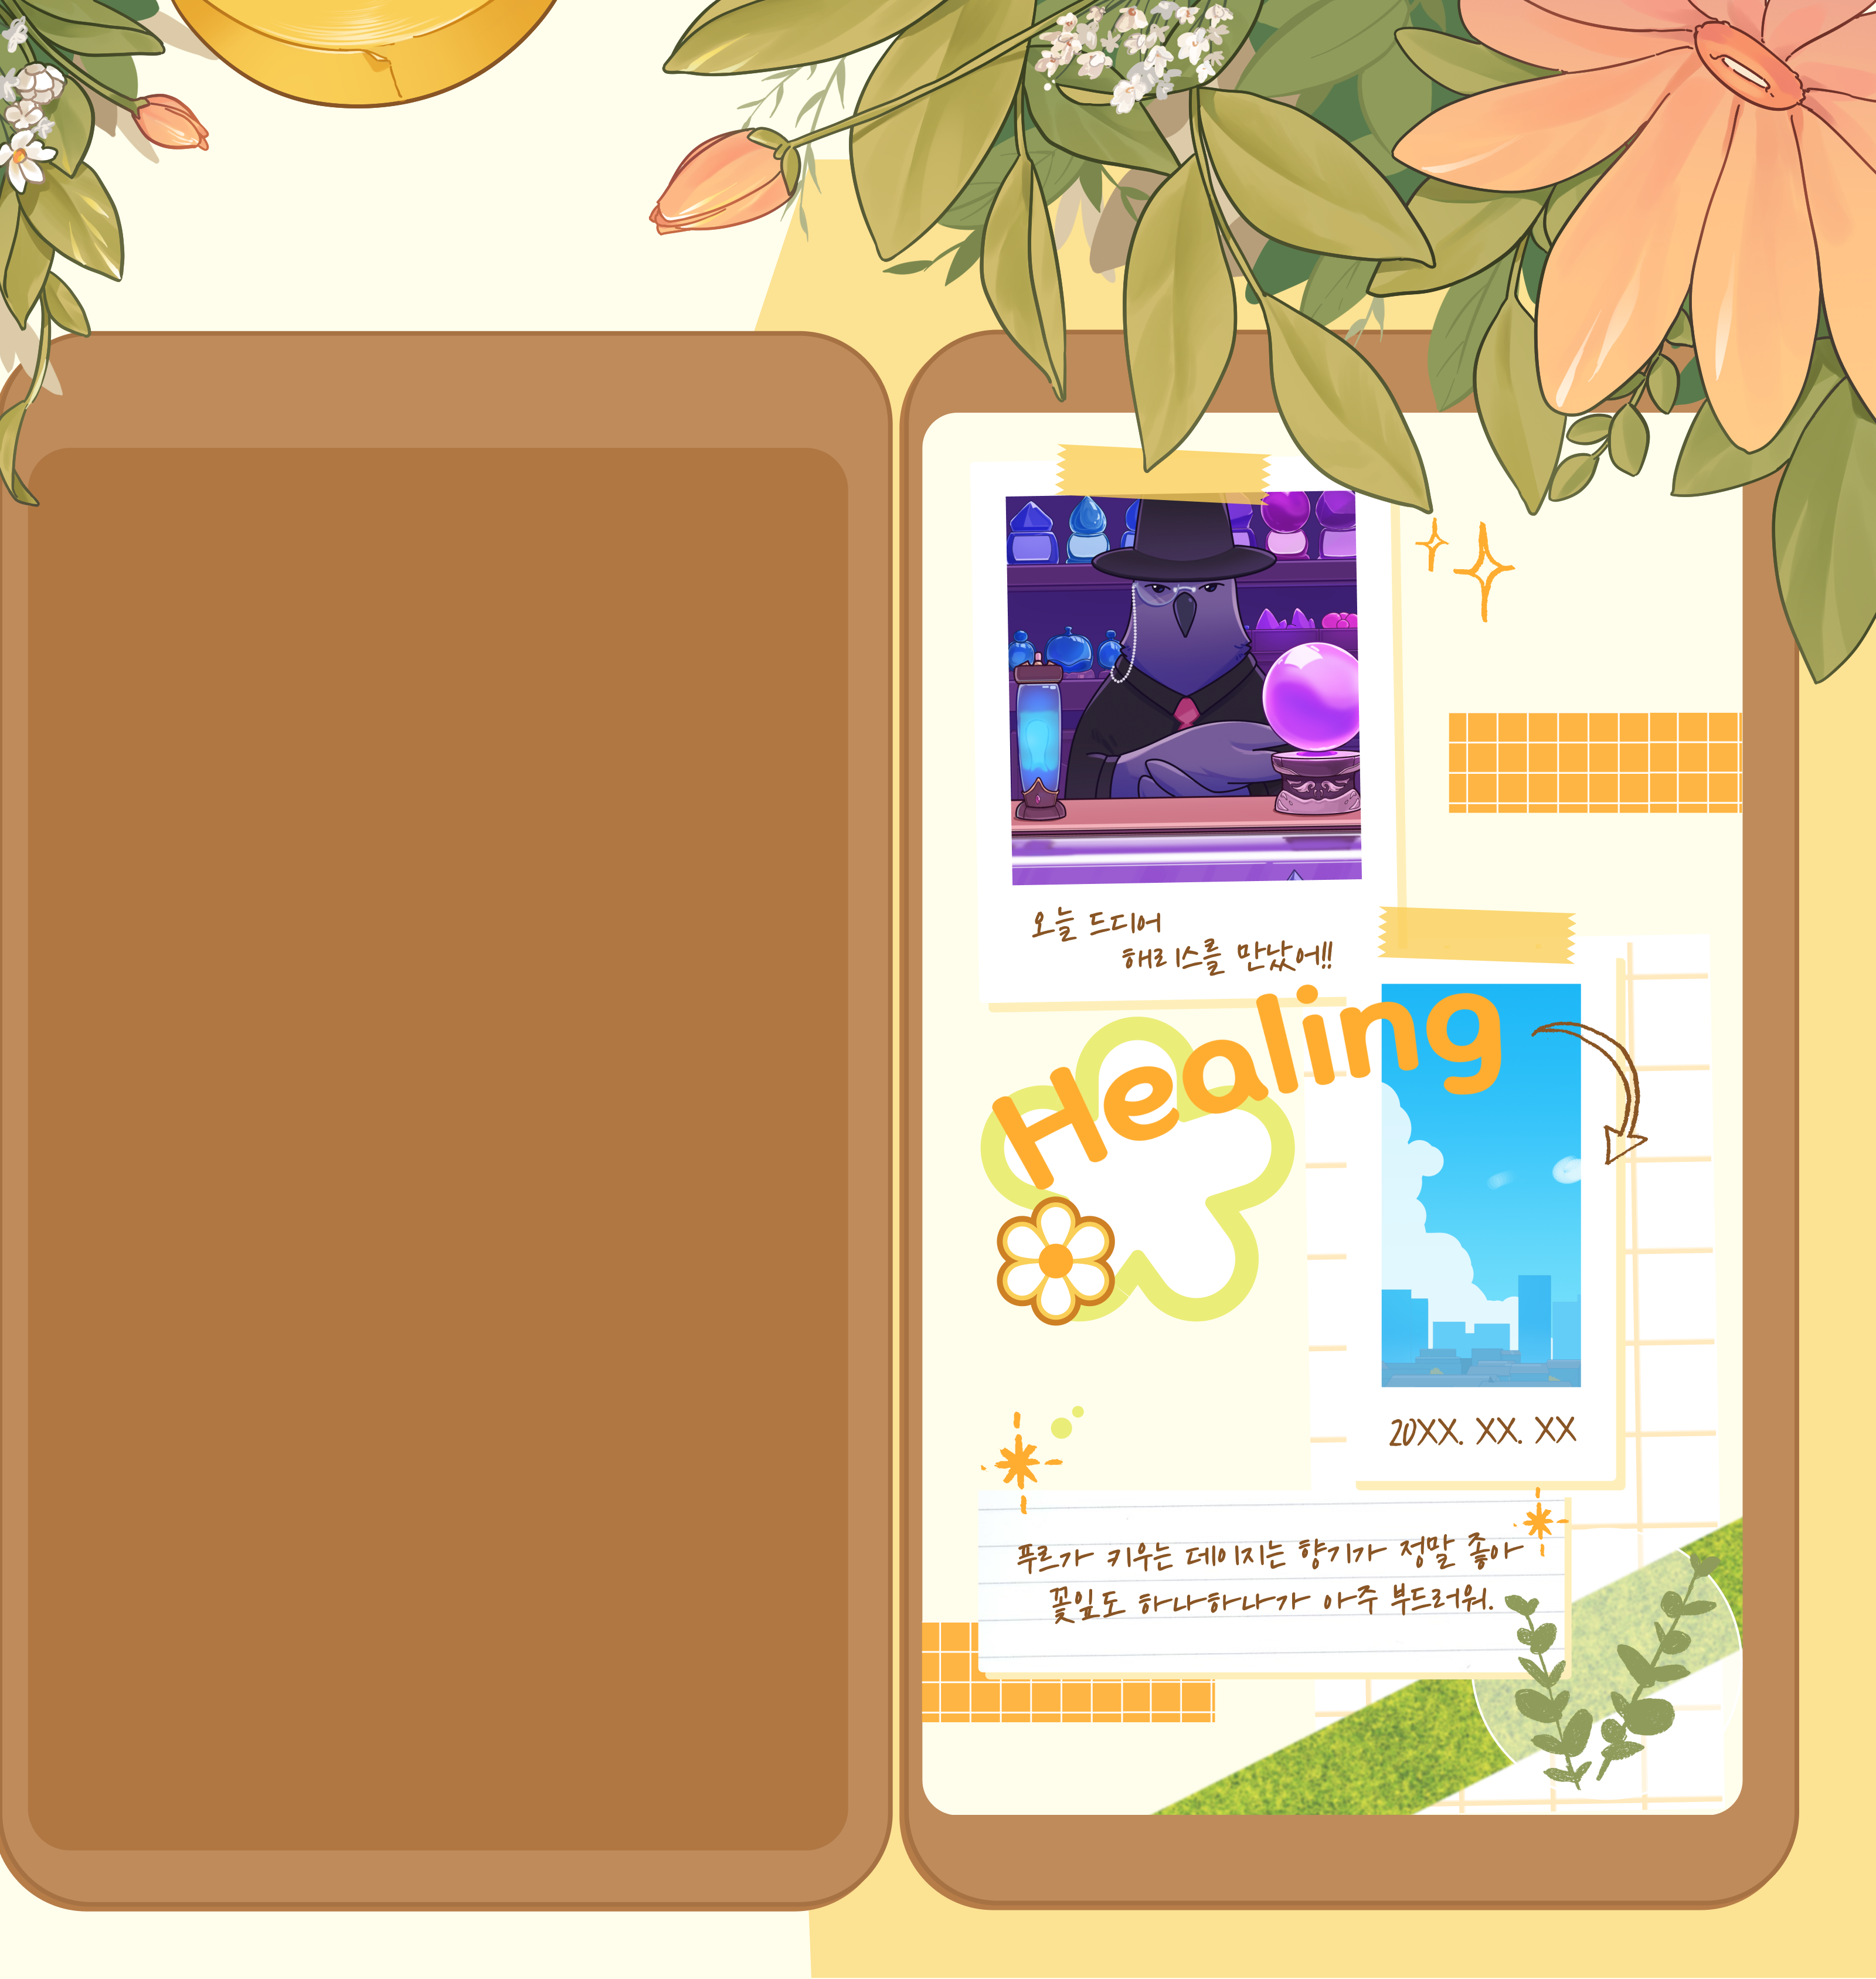 오늘 드디어
해리스를 만났어!!
Healing
20XX. XX. XX
푸르가 키우는 데이지는 향기가 정말 좋아
꽃잎도 하나하나가 아주 부드러워.